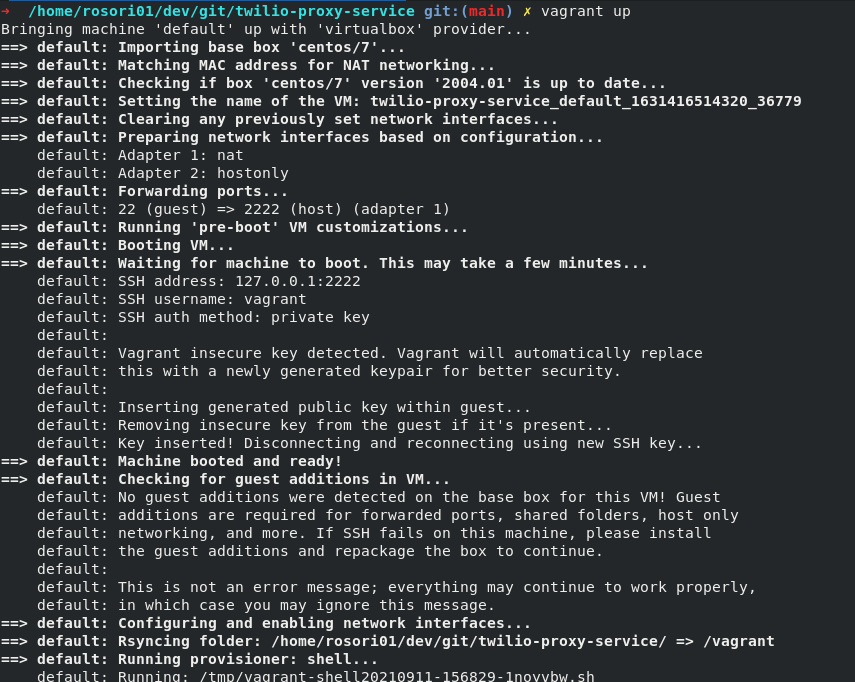 ➜  /home/rosori01/dev/git/twilio-proxy-service git:(main) ✗ vagrant up
Bringing machine 'default' up with 'virtualbox' provider...
==> default: Importing base box 'centos/7'...
==> default: Matching MAC address for NAT networking...
==> default: Checking if box 'centos/7' version '2004.01' is up to date...
==> default: Setting the name of the VM: twilio-proxy-service_default_1631416514320_36779
==> default: Clearing any previously set network interfaces...
==> default: Preparing network interfaces based on configuration...
    default: Adapter 1: nat
    default: Adapter 2: hostonly
==> default: Forwarding ports...
    default: 22 (guest) => 2222 (host) (adapter 1)
==> default: Running 'pre-boot' VM customizations...
==> default: Booting VM...
==> default: Waiting for machine to boot. This may take a few minutes...
    default: SSH address: 127.0.0.1:2222
    default: SSH username: vagrant
    default: SSH auth method: private key
    default:
    default: Vagrant insecure key detected. Vagrant will automatically replace
    default: this with a newly generated keypair for better security.
    default:
    default: Inserting generated public key within guest...
    default: Removing insecure key from the guest if it's present...
    default: Key inserted! Disconnecting and reconnecting using new SSH key...
==> default: Machine booted and ready!
==> default: Checking for guest additions in VM...
    default: No guest additions were detected on the base box for this VM! Guest
    default: additions are required for forwarded ports, shared folders, host only
    default: networking, and more. If SSH fails on this machine, please install
    default: the guest additions and repackage the box to continue.
    default:
    default: This is not an error message; everything may continue to work properly,
    default: in which case you may ignore this message.
==> default: Configuring and enabling network interfaces...
==> default: Rsyncing folder: /home/rosori01/dev/git/twilio-proxy-service/ => /vagrant
==> default: Running provisioner: shell...
    default: Running: